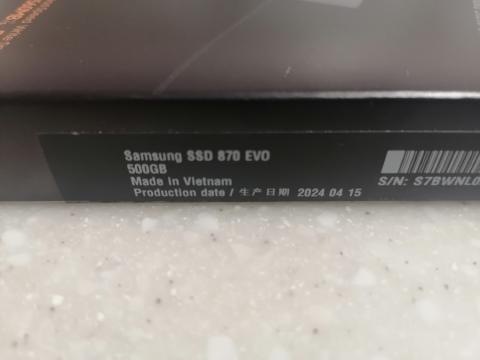 Samsung SSD 870 EVO
500GB
Made in Vietnam
Production date / 生产日期 2024 04 15
S/N: S7BWNL0